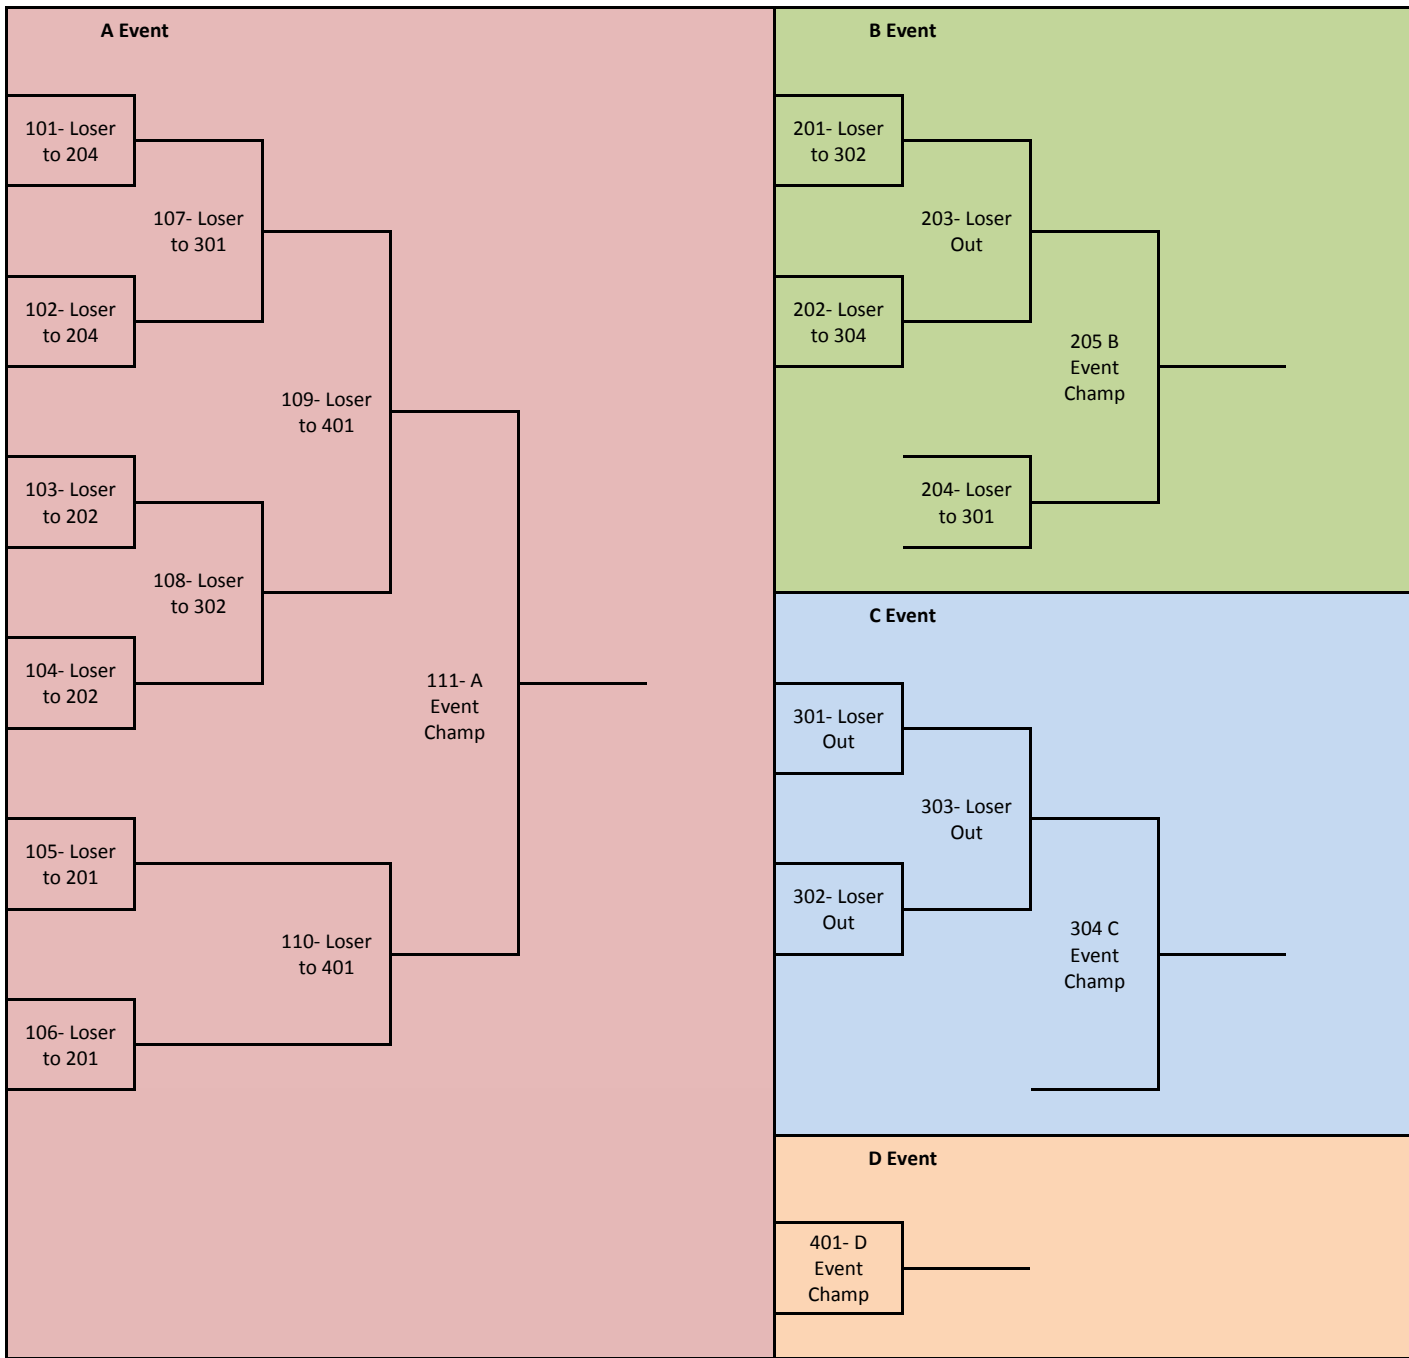 A Event
101- Loser
to 204
107- Loser
to 301
102- Loser
to 204
109- Loser
to 401
103- Loser
to 202
108- Loser
to 302
104- Loser
to 202
111- A
Event
Champ
105- Loser
to 201
110- Loser
to 401
106- Loser
to 201
B Event
201- Loser
to 302
203- Loser
Out
202- Loser
to 304
205 B
Event
Champ
204- Loser
to 301
C Event
301- Loser
Out
303- Loser
Out
302- Loser
Out
304 C
Event
Champ
D Event
401- D
Event
Champ